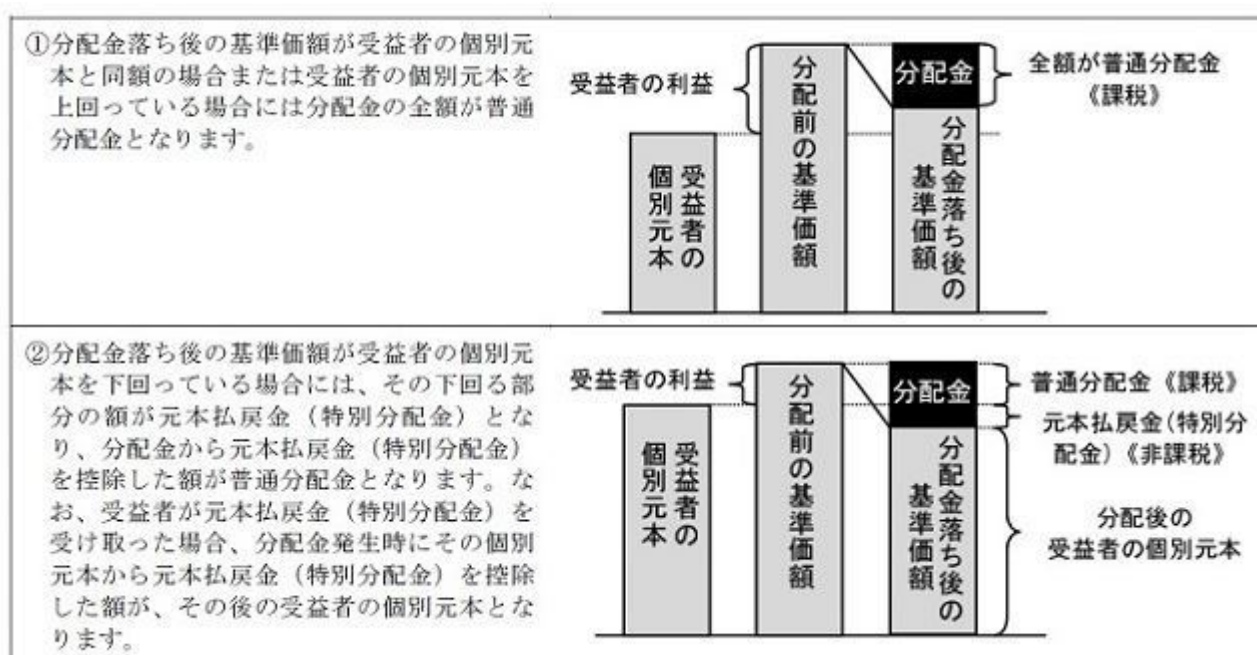 ①分配金落ち後の基準価額が受益者の個別元
本と同額の場合または受益者の個別元本を
上回っている場合には分配金の全額が普通
分配金となります。
受益者の利益
受益者の
個別元本
分配前の基準価額
分配金
分配金落ち後の
基準価額
全額が普通分配金
《課税》
②分配金落ち後の基準価額が受益者の個別元
本を下回っている場合には、その下回る部
分の額が元本払戻金（特別分配金）とな
り、分配金から元本払戻金（特別分配金）
を控除した額が普通分配金となります。な
お、受益者が元本払戻金（特別分配金）を
受け取った場合、分配金発生時にその個別
元本から元本払戻金（特別分配金）を控除
した額が、その後の受益者の個別元本とな
ります。
受益者の利益
受益者の
個別元本
分配前の基準価額
分配金
分配金落ち後の
基準価額
普通分配金《課税》
元本払戻金（特別分
配金）《非課税》
分配後の
受益者の個別元本